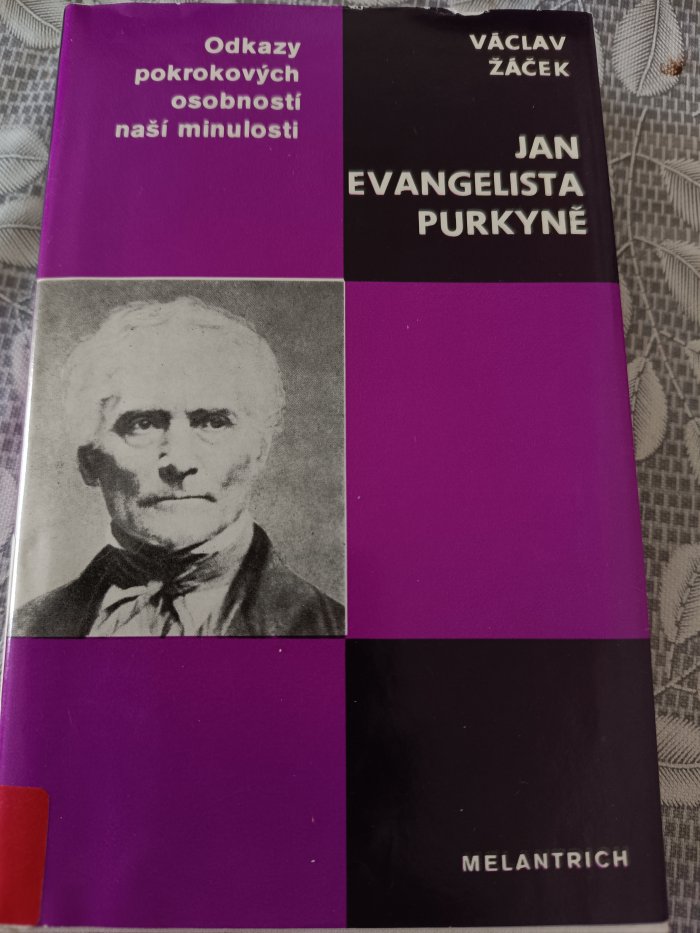 Odkazy
pokrokových
osobností
naší minulosti
VÁCLAV
ŽÁČEK
JAN
EVANGELISTA
PURKYNĚ
MELANTRICH